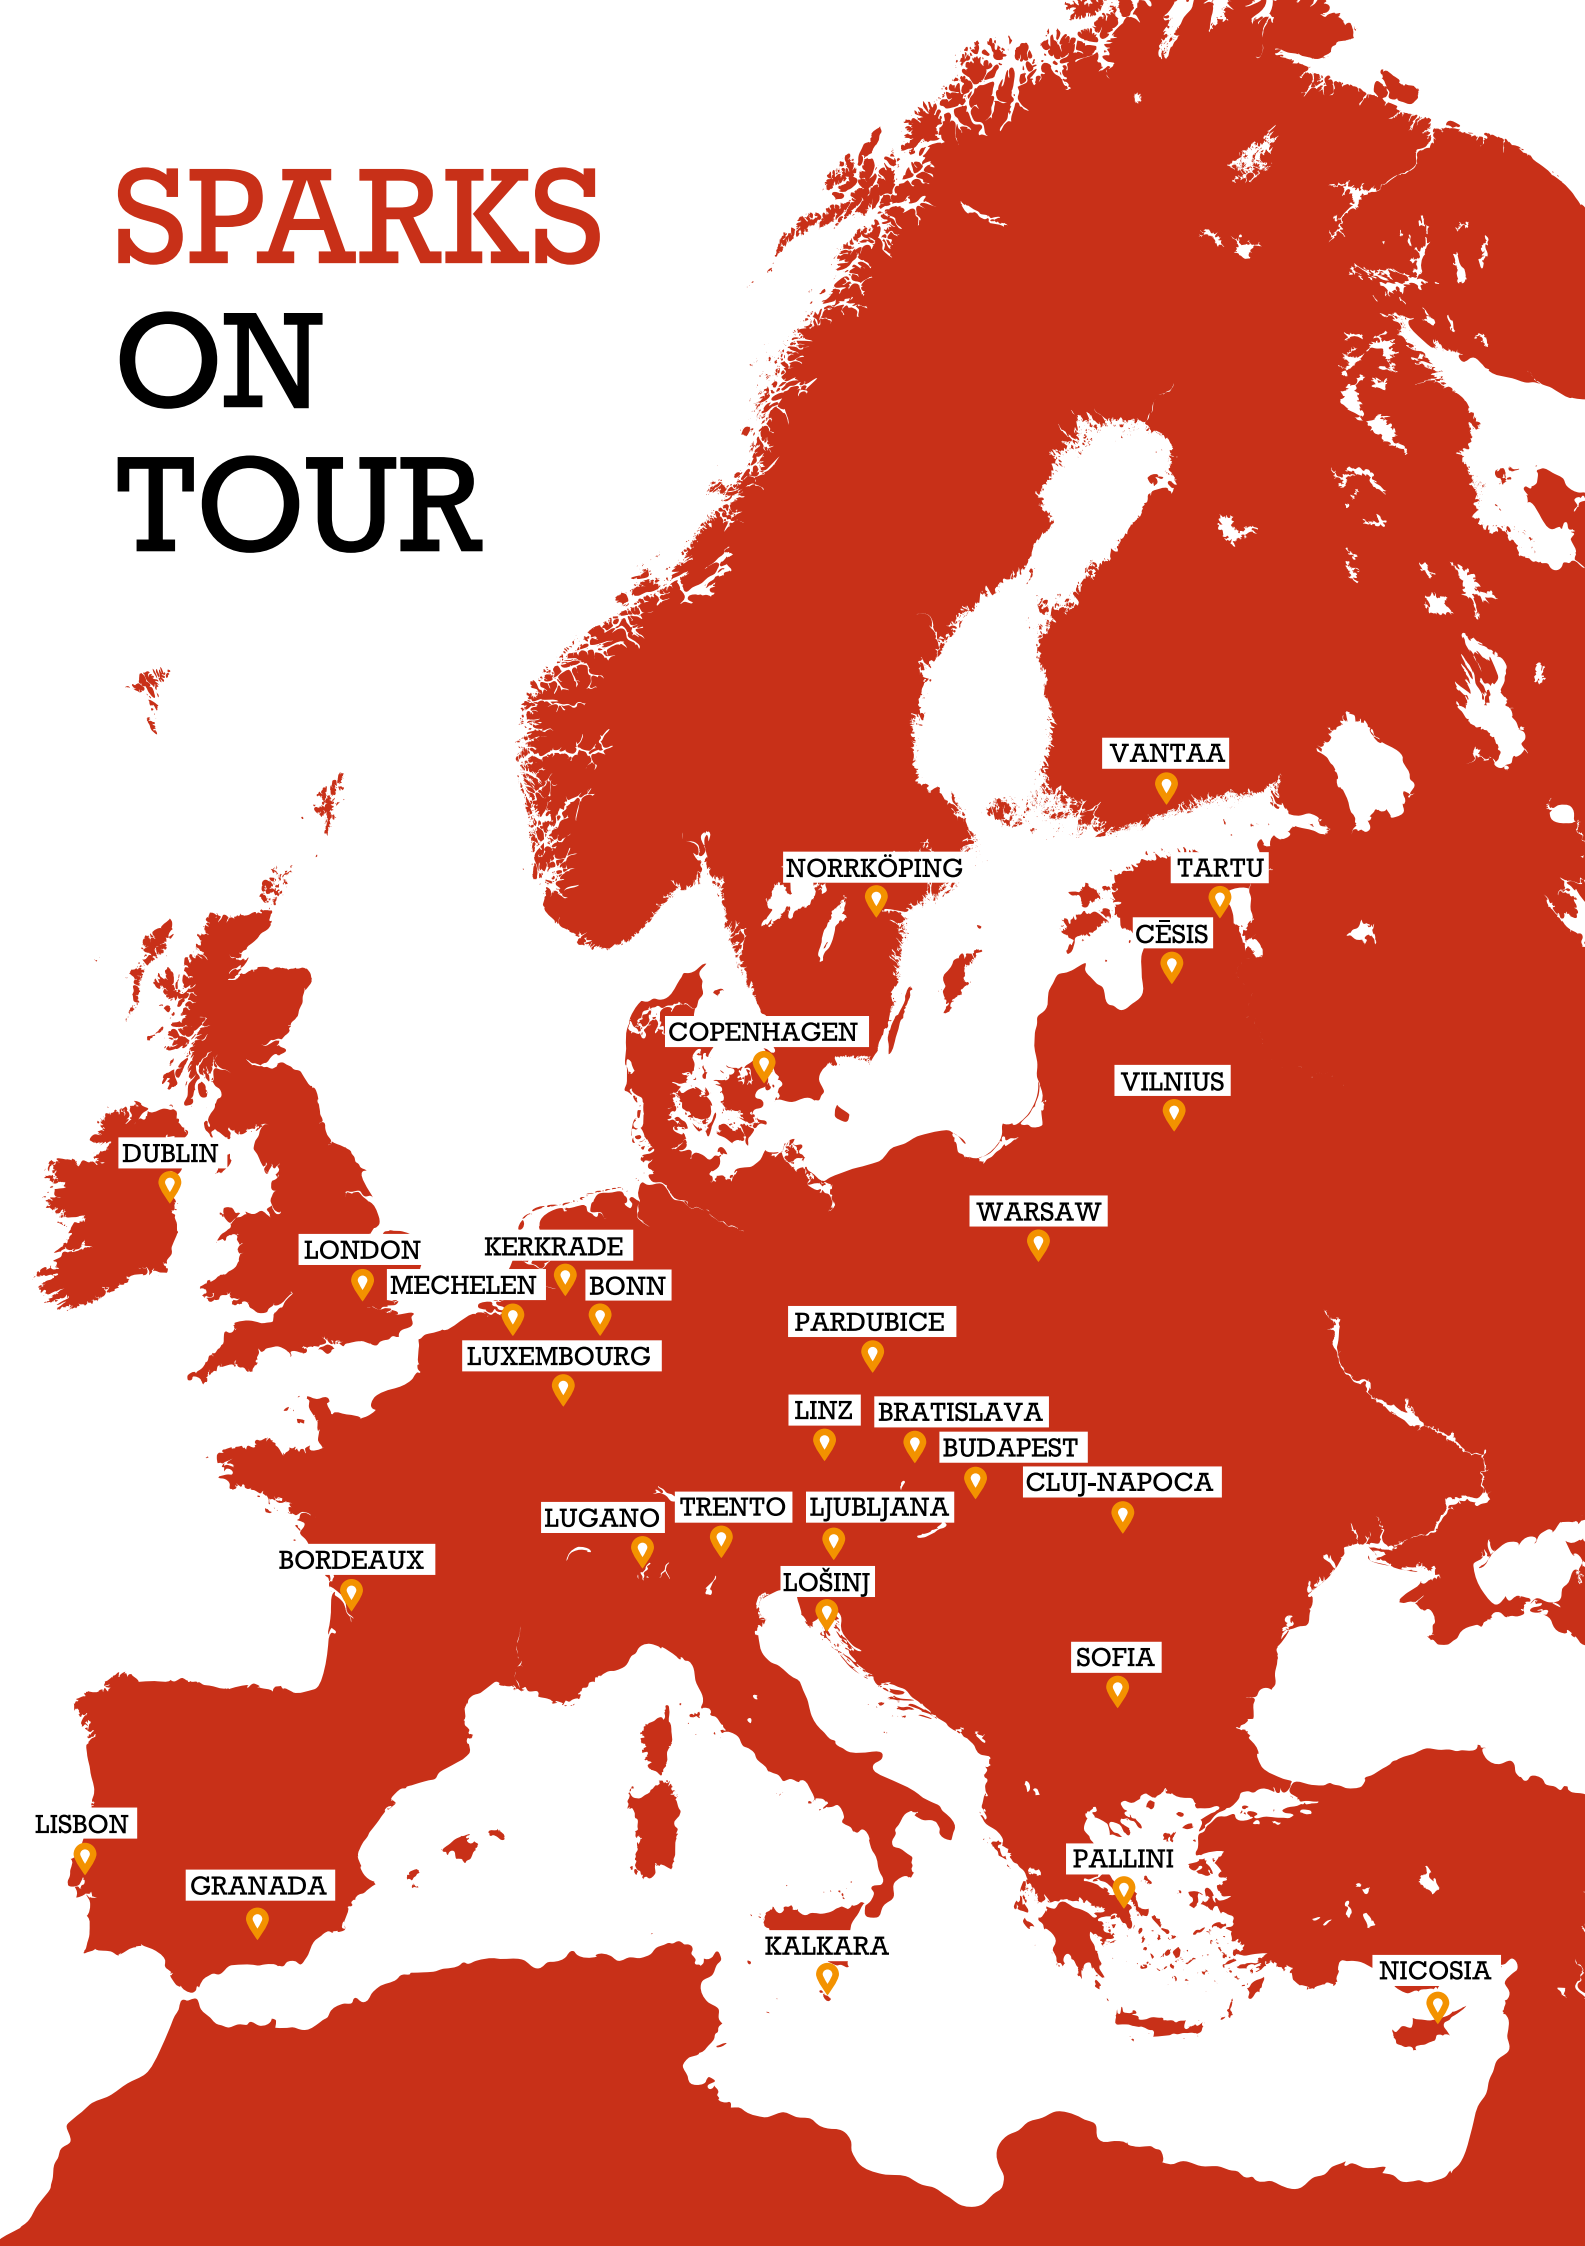 SPARKS
ON
TOUR
VANTAA
NORRKÖPING
TARTU
CĒSIS
COPENHAGEN
VILNIUS
DUBLIN
WARSAW
LONDON
KERKRADE
MECHELEN
BONN
PARDUBICE
LUXEMBOURG
LINZ
BRATISLAVA
BUDAPEST
CLUJ-NAPOCA
LUGANO
TRENTO
LJUBLJANA
BORDEAUX
LOŠINJ
SOFIA
LISBON
PALLINI
GRANADA
KALKARA
NICOSIA